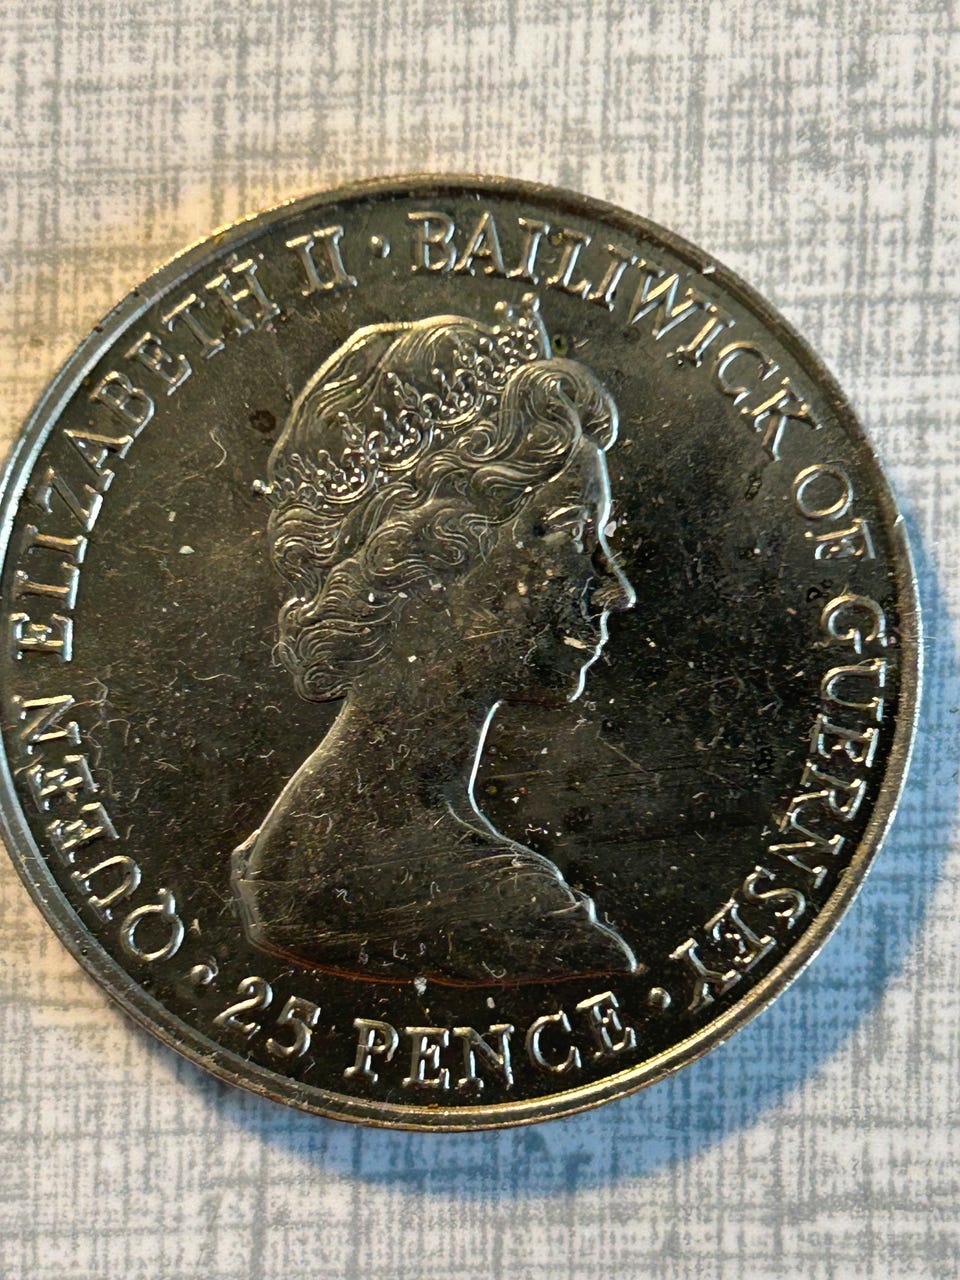 QUEEN ELIZABETH II · BAILIWICK OF GUERNSEY ·
25 PENCE ·